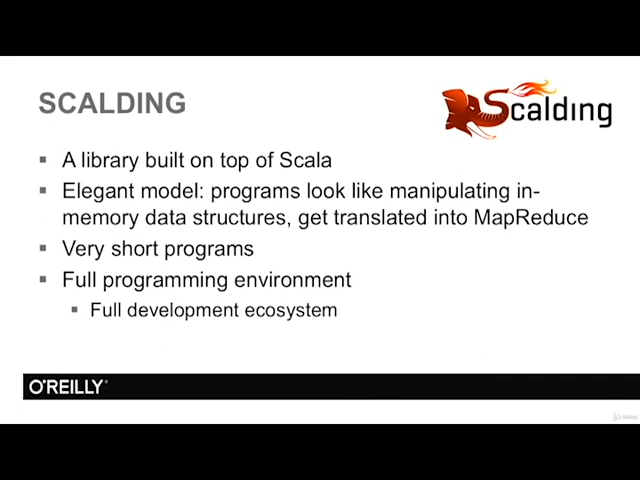 SCALDING
Scalding
▪ A library built on top of Scala
▪ Elegant model: programs look like manipulating in-
memory data structures, get translated into MapReduce
▪ Very short programs
▪ Full programming environment
▪ Full development ecosystem
O'REILLY®